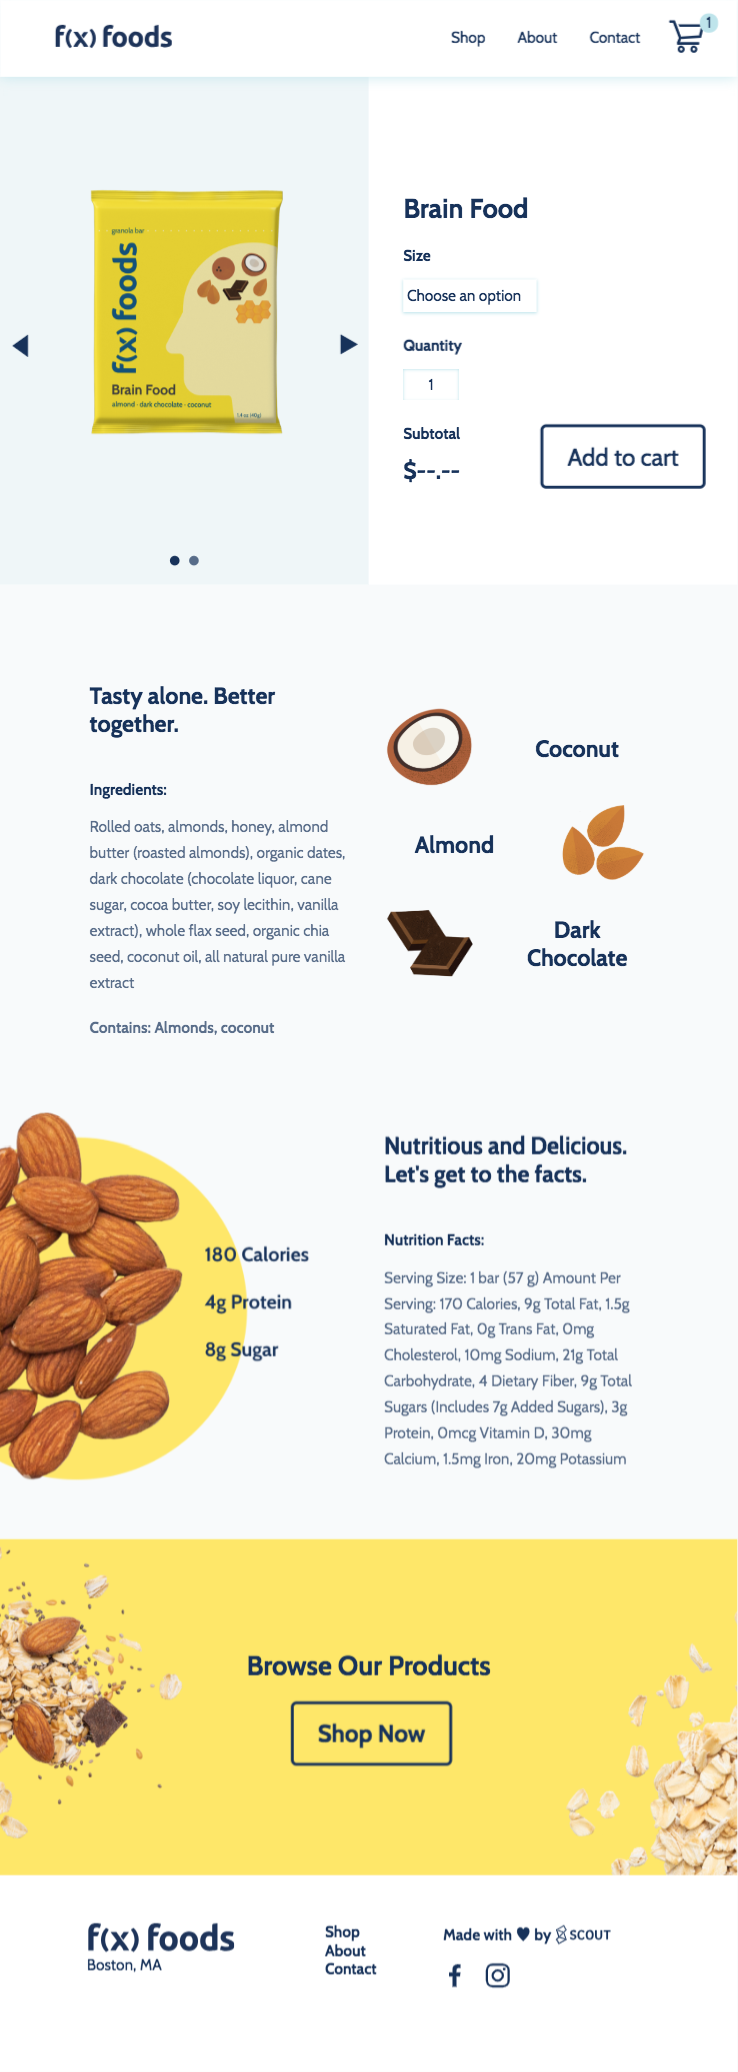 f(x) foods
Shop
About
Contact
1
granola bar
f(x) foods
Brain Food
almond - dark chocolate - coconut
1.4 oz (40g)
Brain Food
Size
Choose an option
Quantity
1
Subtotal
$--.--
Add to cart
Tasty alone. Better
together.
Ingredients:
Rolled oats, almonds, honey, almond
butter (roasted almonds), organic dates,
dark chocolate (chocolate liquor, cane
sugar, cocoa butter, soy lecithin, vanilla
extract), whole flax seed, organic chia
seed, coconut oil, all natural pure vanilla
extract
Contains: Almonds, coconut
Coconut
Almond
Dark
Chocolate
180 Calories
4g Protein
8g Sugar
Nutritious and Delicious.
Let's get to the facts.
Nutrition Facts:
Serving Size: 1 bar (57 g) Amount Per
Serving: 170 Calories, 9g Total Fat, 1.5g
Saturated Fat, 0g Trans Fat, 0mg
Cholesterol, 10mg Sodium, 21g Total
Carbohydrate, 4 Dietary Fiber, 9g Total
Sugars (Includes 7g Added Sugars), 3g
Protein, 0mcg Vitamin D, 30mg
Calcium, 1.5mg Iron, 20mg Potassium
Browse Our Products
Shop Now
f(x) foods
Boston, MA
Shop
About
Contact
Made with ♥ by SCOUT